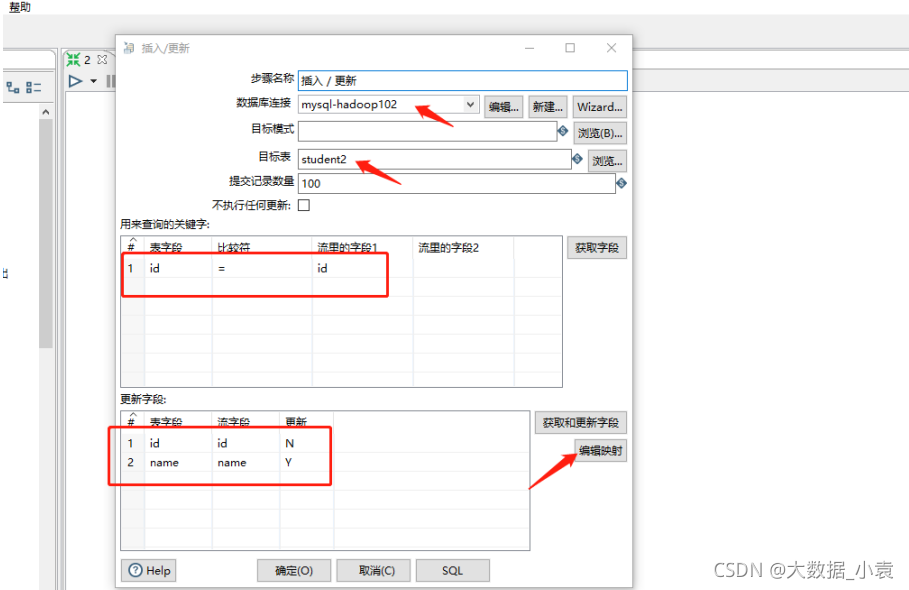 帮助
2
插入/更新
步骤名称 插入 / 更新
数据库连接 mysql-hadoop102 编辑... 新建... Wizard...
目标模式 浏览(B)...
目标表 student2 浏览...
提交记录数量 100
不执行任何更新:
用来查询的关键字:
# 表字段 比较符 流里的字段1 流里的字段2 获取字段
1 id = id
更新字段:
# 表字段 流字段 更新 获取和更新字段
1 id id N 编辑映射
2 name name Y
Help 确定(O) 取消(C) SQL
CSDN @大数据_小袁